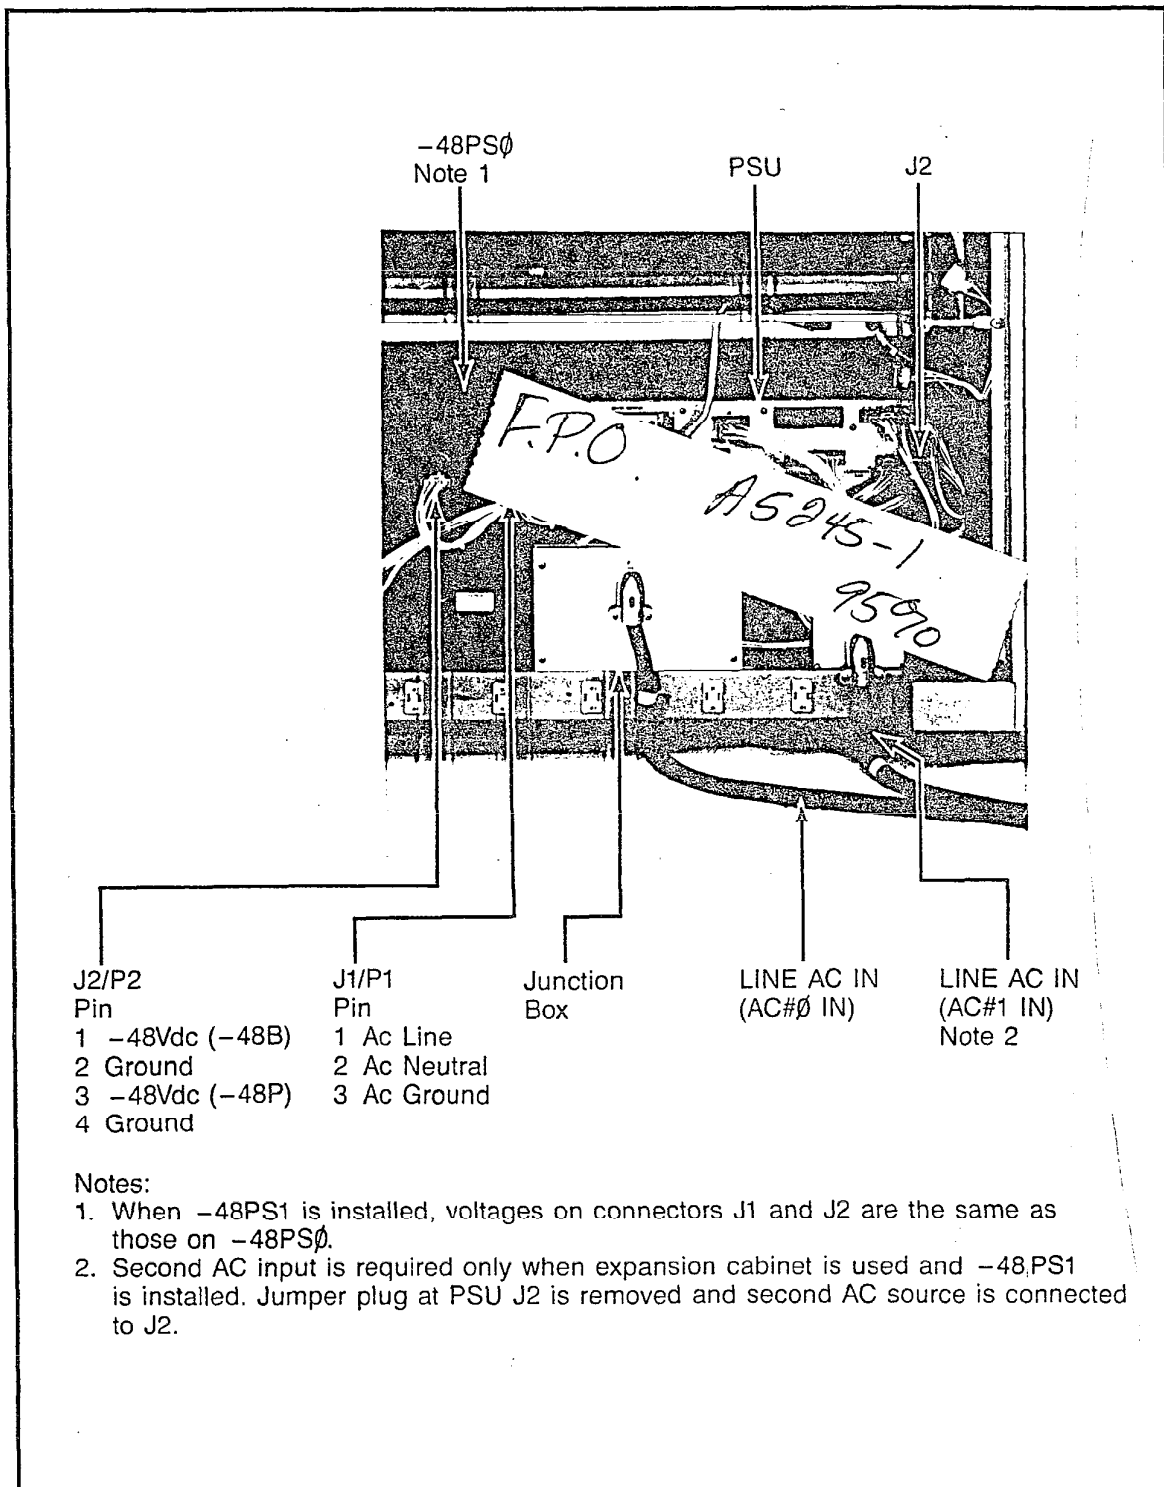 -48PSØ
Note 1
PSU
J2
F.P.O.
AS245-1
9590
J2/P2
Pin
1 -48Vdc (-48B)
2 Ground
3 -48Vdc (-48P)
4 Ground
J1/P1
Pin
1 Ac Line
2 Ac Neutral
3 Ac Ground
Junction
Box
LINE AC IN
(AC#Ø IN)
LINE AC IN
(AC#1 IN)
Note 2
Notes:
1. When -48PS1 is installed, voltages on connectors J1 and J2 are the same as
those on -48PSØ.
2. Second AC input is required only when expansion cabinet is used and -48 PS1
is installed. Jumper plug at PSU J2 is removed and second AC source is connected
to J2.